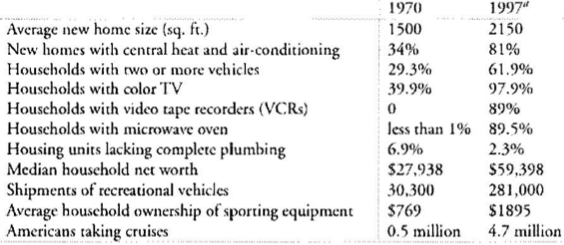 1970 1997ᵃ
Average new home size (sq. ft.) 1500 2150
New homes with central heat and air-conditioning 34% 81%
Households with two or more vehicles 29.3% 61.9%
Households with color TV 39.9% 97.9%
Households with video tape recorders (VCRs) 0 89%
Households with microwave oven less than 1% 89.5%
Housing units lacking complete plumbing 6.9% 2.3%
Median household net worth $27,938 $59,398
Shipments of recreational vehicles 30,300 281,000
Average household ownership of sporting equipment $769 $1895
Americans taking cruises 0.5 million 4.7 million